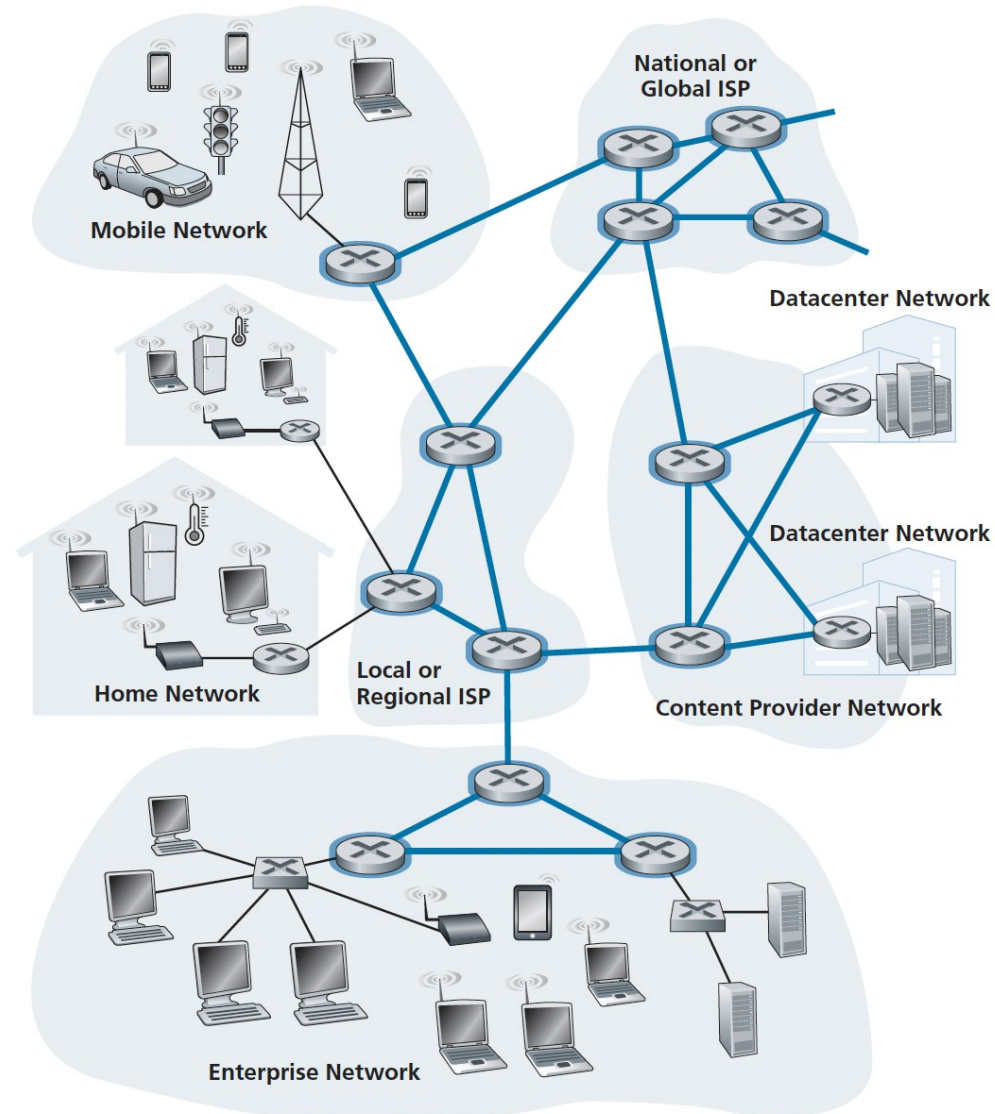 National or
Global ISP
Mobile Network
Datacenter Network
Datacenter Network
Home Network
Local or
Regional ISP
Content Provider Network
Enterprise Network